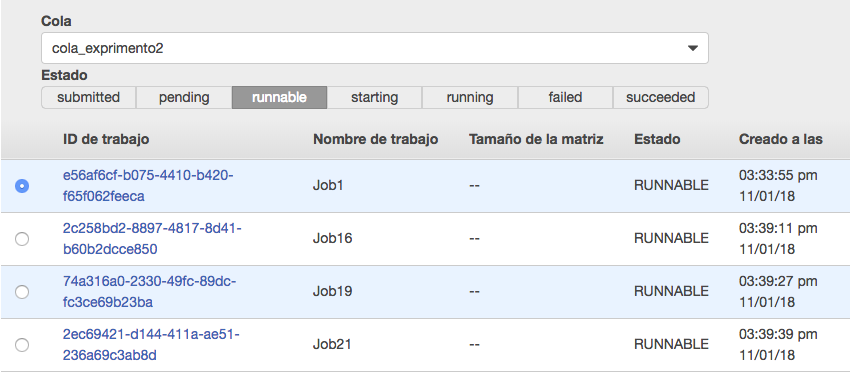 Cola
cola_exprimento2
Estado
submitted pending runnable starting running failed succeeded
ID de trabajo Nombre de trabajo Tamaño de la matriz Estado Creado a las
e56af6cf-b075-4410-b420- Job1 -- RUNNABLE 03:33:55 pm
f65f062feeca 11/01/18
2c258bd2-8897-4817-8d41- Job16 -- RUNNABLE 03:39:11 pm
b60b2dcce850 11/01/18
74a316a0-2330-49fc-89dc- Job19 -- RUNNABLE 03:39:27 pm
fc3ce69b23ba 11/01/18
2ec69421-d144-411a-ae51- Job21 -- RUNNABLE 03:39:39 pm
236a69c3ab8d 11/01/18